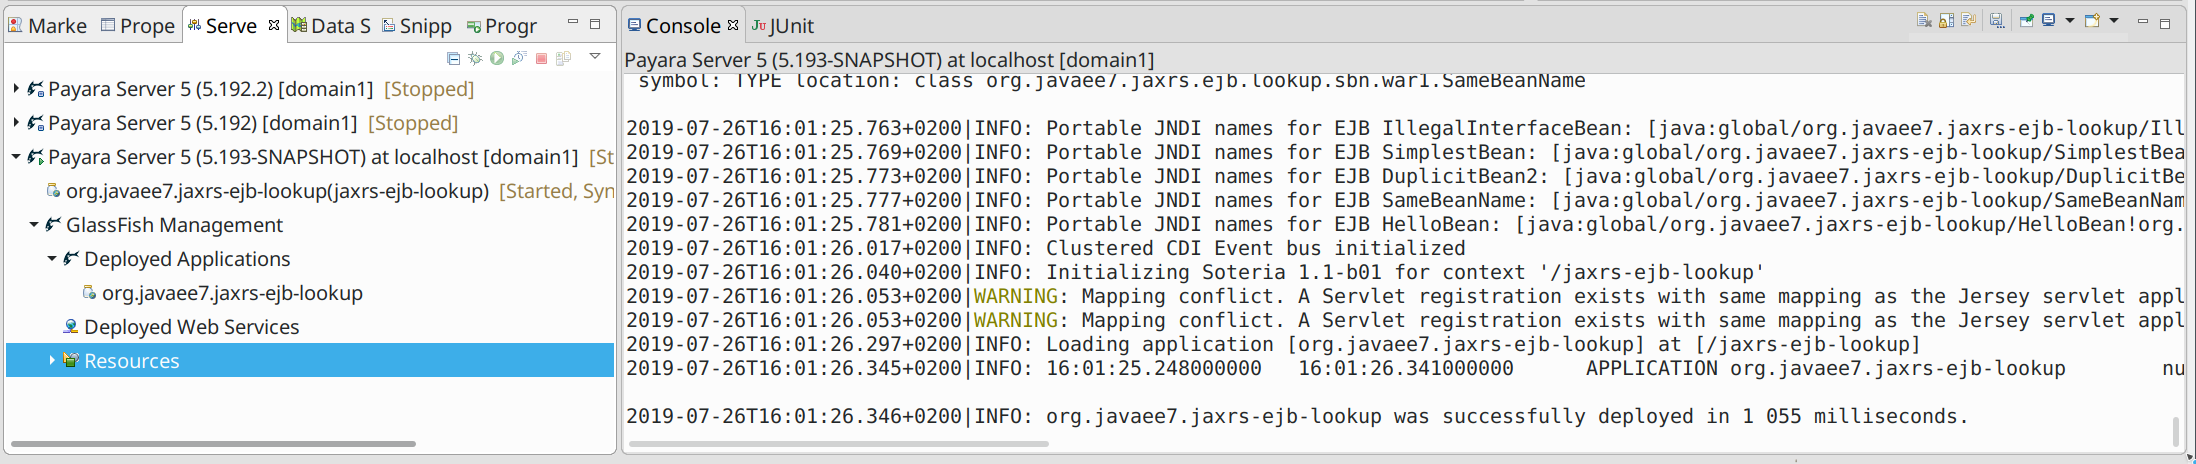 Marke Prope Serve Data S Snipp Progr
Payara Server 5 (5.192.2) [domain1] [Stopped]
Payara Server 5 (5.192) [domain1] [Stopped]
Payara Server 5 (5.193-SNAPSHOT) at localhost [domain1] [St
org.javaee7.jaxrs-ejb-lookup(jaxrs-ejb-lookup) [Started, Syn
GlassFish Management
Deployed Applications
org.javaee7.jaxrs-ejb-lookup
Deployed Web Services
Resources
Console JUnit
Payara Server 5 (5.193-SNAPSHOT) at localhost [domain1]
symbol: TYPE location: class org.javaee7.jaxrs.ejb.lookup.sbn.war1.SameBeanName
2019-07-26T16:01:25.763+0200|INFO: Portable JNDI names for EJB IllegalInterfaceBean: [java:global/org.javaee7.jaxrs-ejb-lookup/Ill
2019-07-26T16:01:25.769+0200|INFO: Portable JNDI names for EJB SimplestBean: [java:global/org.javaee7.jaxrs-ejb-lookup/SimplestBea
2019-07-26T16:01:25.773+0200|INFO: Portable JNDI names for EJB DuplicitBean2: [java:global/org.javaee7.jaxrs-ejb-lookup/DuplicitBe
2019-07-26T16:01:25.777+0200|INFO: Portable JNDI names for EJB SameBeanName: [java:global/org.javaee7.jaxrs-ejb-lookup/SameBeanNam
2019-07-26T16:01:25.781+0200|INFO: Portable JNDI names for EJB HelloBean: [java:global/org.javaee7.jaxrs-ejb-lookup/HelloBean!org.
2019-07-26T16:01:26.017+0200|INFO: Clustered CDI Event bus initialized
2019-07-26T16:01:26.040+0200|INFO: Initializing Soteria 1.1-b01 for context '/jaxrs-ejb-lookup'
2019-07-26T16:01:26.053+0200|WARNING: Mapping conflict. A Servlet registration exists with same mapping as the Jersey servlet appl
2019-07-26T16:01:26.053+0200|WARNING: Mapping conflict. A Servlet registration exists with same mapping as the Jersey servlet appl
2019-07-26T16:01:26.297+0200|INFO: Loading application [org.javaee7.jaxrs-ejb-lookup] at [/jaxrs-ejb-lookup]
2019-07-26T16:01:26.345+0200|INFO: 16:01:25.248000000 16:01:26.341000000 APPLICATION org.javaee7.jaxrs-ejb-lookup nu
2019-07-26T16:01:26.346+0200|INFO: org.javaee7.jaxrs-ejb-lookup was successfully deployed in 1 055 milliseconds.